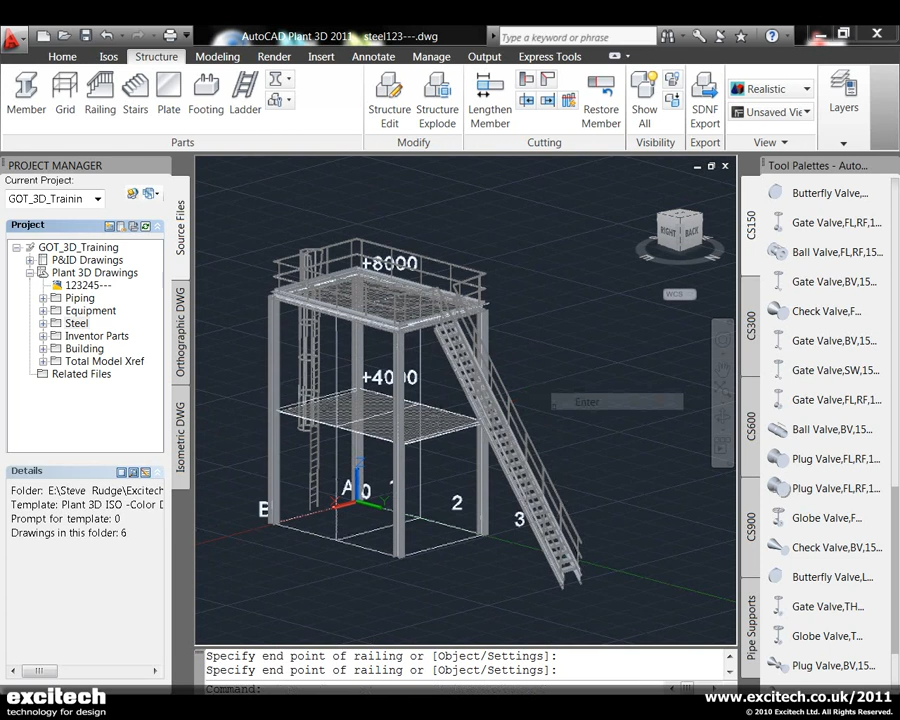 AutoCAD Plant 3D 2011 steel123---.dwg
Type a keyword or phrase
Home Isos Structure Modeling Render Insert Annotate Manage Output Express Tools
Member Grid Railing Stairs Plate Footing Ladder
Structure Edit
Structure Explode
Lengthen Member
Restore Member
Show All
SDNF Export
Realistic
Unsaved Vie
Layers
Parts Modify Cutting Visibility Export View
PROJECT MANAGER
Current Project:
GOT_3D_Trainin
Project
GOT_3D_Training
P&ID Drawings
Plant 3D Drawings
123245---
Piping
Equipment
Steel
Inventor Parts
Building
Total Model Xref
Related Files
Source Files
Orthographic DWG
Isometric DWG
Details
Folder: E:\Steve Rudge\Excitech
Template: Plant 3D ISO -Color D
Prompt for template: 0
Drawings in this folder: 6
RIGHT BACK
WCS
+8000
+4000
Enter
B
A
0
1
2
3
Z
X
Y
Specify end point of railing or [Object/Settings]:
Specify end point of railing or [Object/Settings]:
Command:
Tool Palettes - Auto...
CS150
CS300
CS600
CS900
Pipe Supports
Butterfly Valve,...
Gate Valve,FL,RF,1...
Ball Valve,FL,RF,15...
Gate Valve,BV,15...
Check Valve,F...
Gate Valve,BV,15...
Gate Valve,SW,15...
Gate Valve,FL,RF,1...
Ball Valve,BV,15...
Plug Valve,FL,RF,1...
Plug Valve,FL,RF,1...
Globe Valve,F...
Check Valve,BV,15...
Butterfly Valve,L...
Gate Valve,TH...
Globe Valve,T...
Plug Valve,BV,15...
excitech
technology for design
www.excitech.co.uk/2011
© 2010 Excitech Ltd. All Rights Reserved.